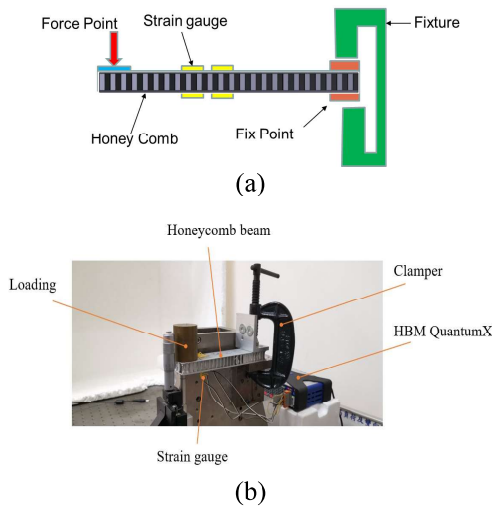 Force Point
Strain gauge
Fixture
Honey Comb
Fix Point
(a)
Honeycomb beam
Loading
Clamper
HBM QuantumX
Strain gauge
(b)